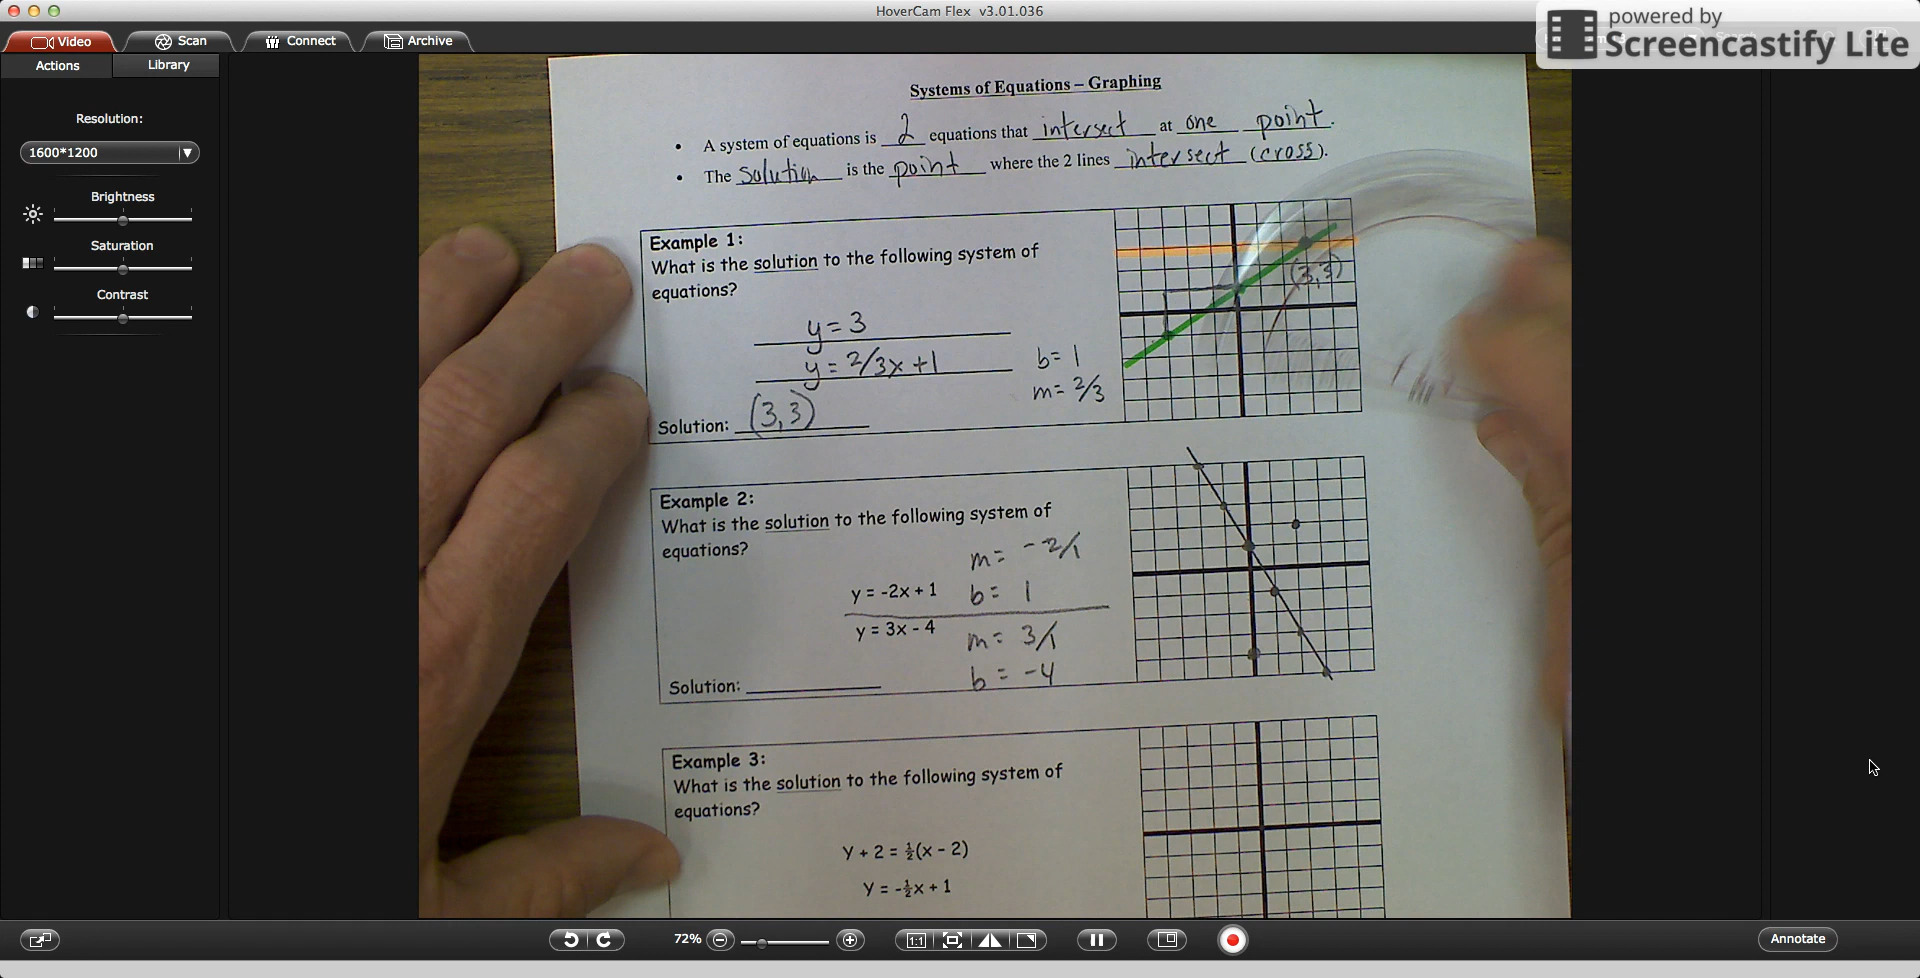 HoverCam Flex v3.01.036
powered by
Screencastify Lite
Video
Scan
Connect
Archive
Actions
Library
Resolution:
1600*1200
Brightness
Saturation
Contrast
Systems of Equations – Graphing
• A system of equations is 2 equations that intersect at one point.
• The solution is the point where the 2 lines intersect (cross).
Example 1:
What is the solution to the following system of
equations?
y = 3
y = 2/3x + 1
b = 1
m = 2/3
Solution: (3,3)
(3,3)
Example 2:
What is the solution to the following system of
equations?
m = -2/1
y = -2x + 1
b = 1
y = 3x - 4
m = 3/1
b = -4
Solution:
Example 3:
What is the solution to the following system of
equations?
Y + 2 = ½(x - 2)
Y = -½x + 1
72%
1:1
Annotate